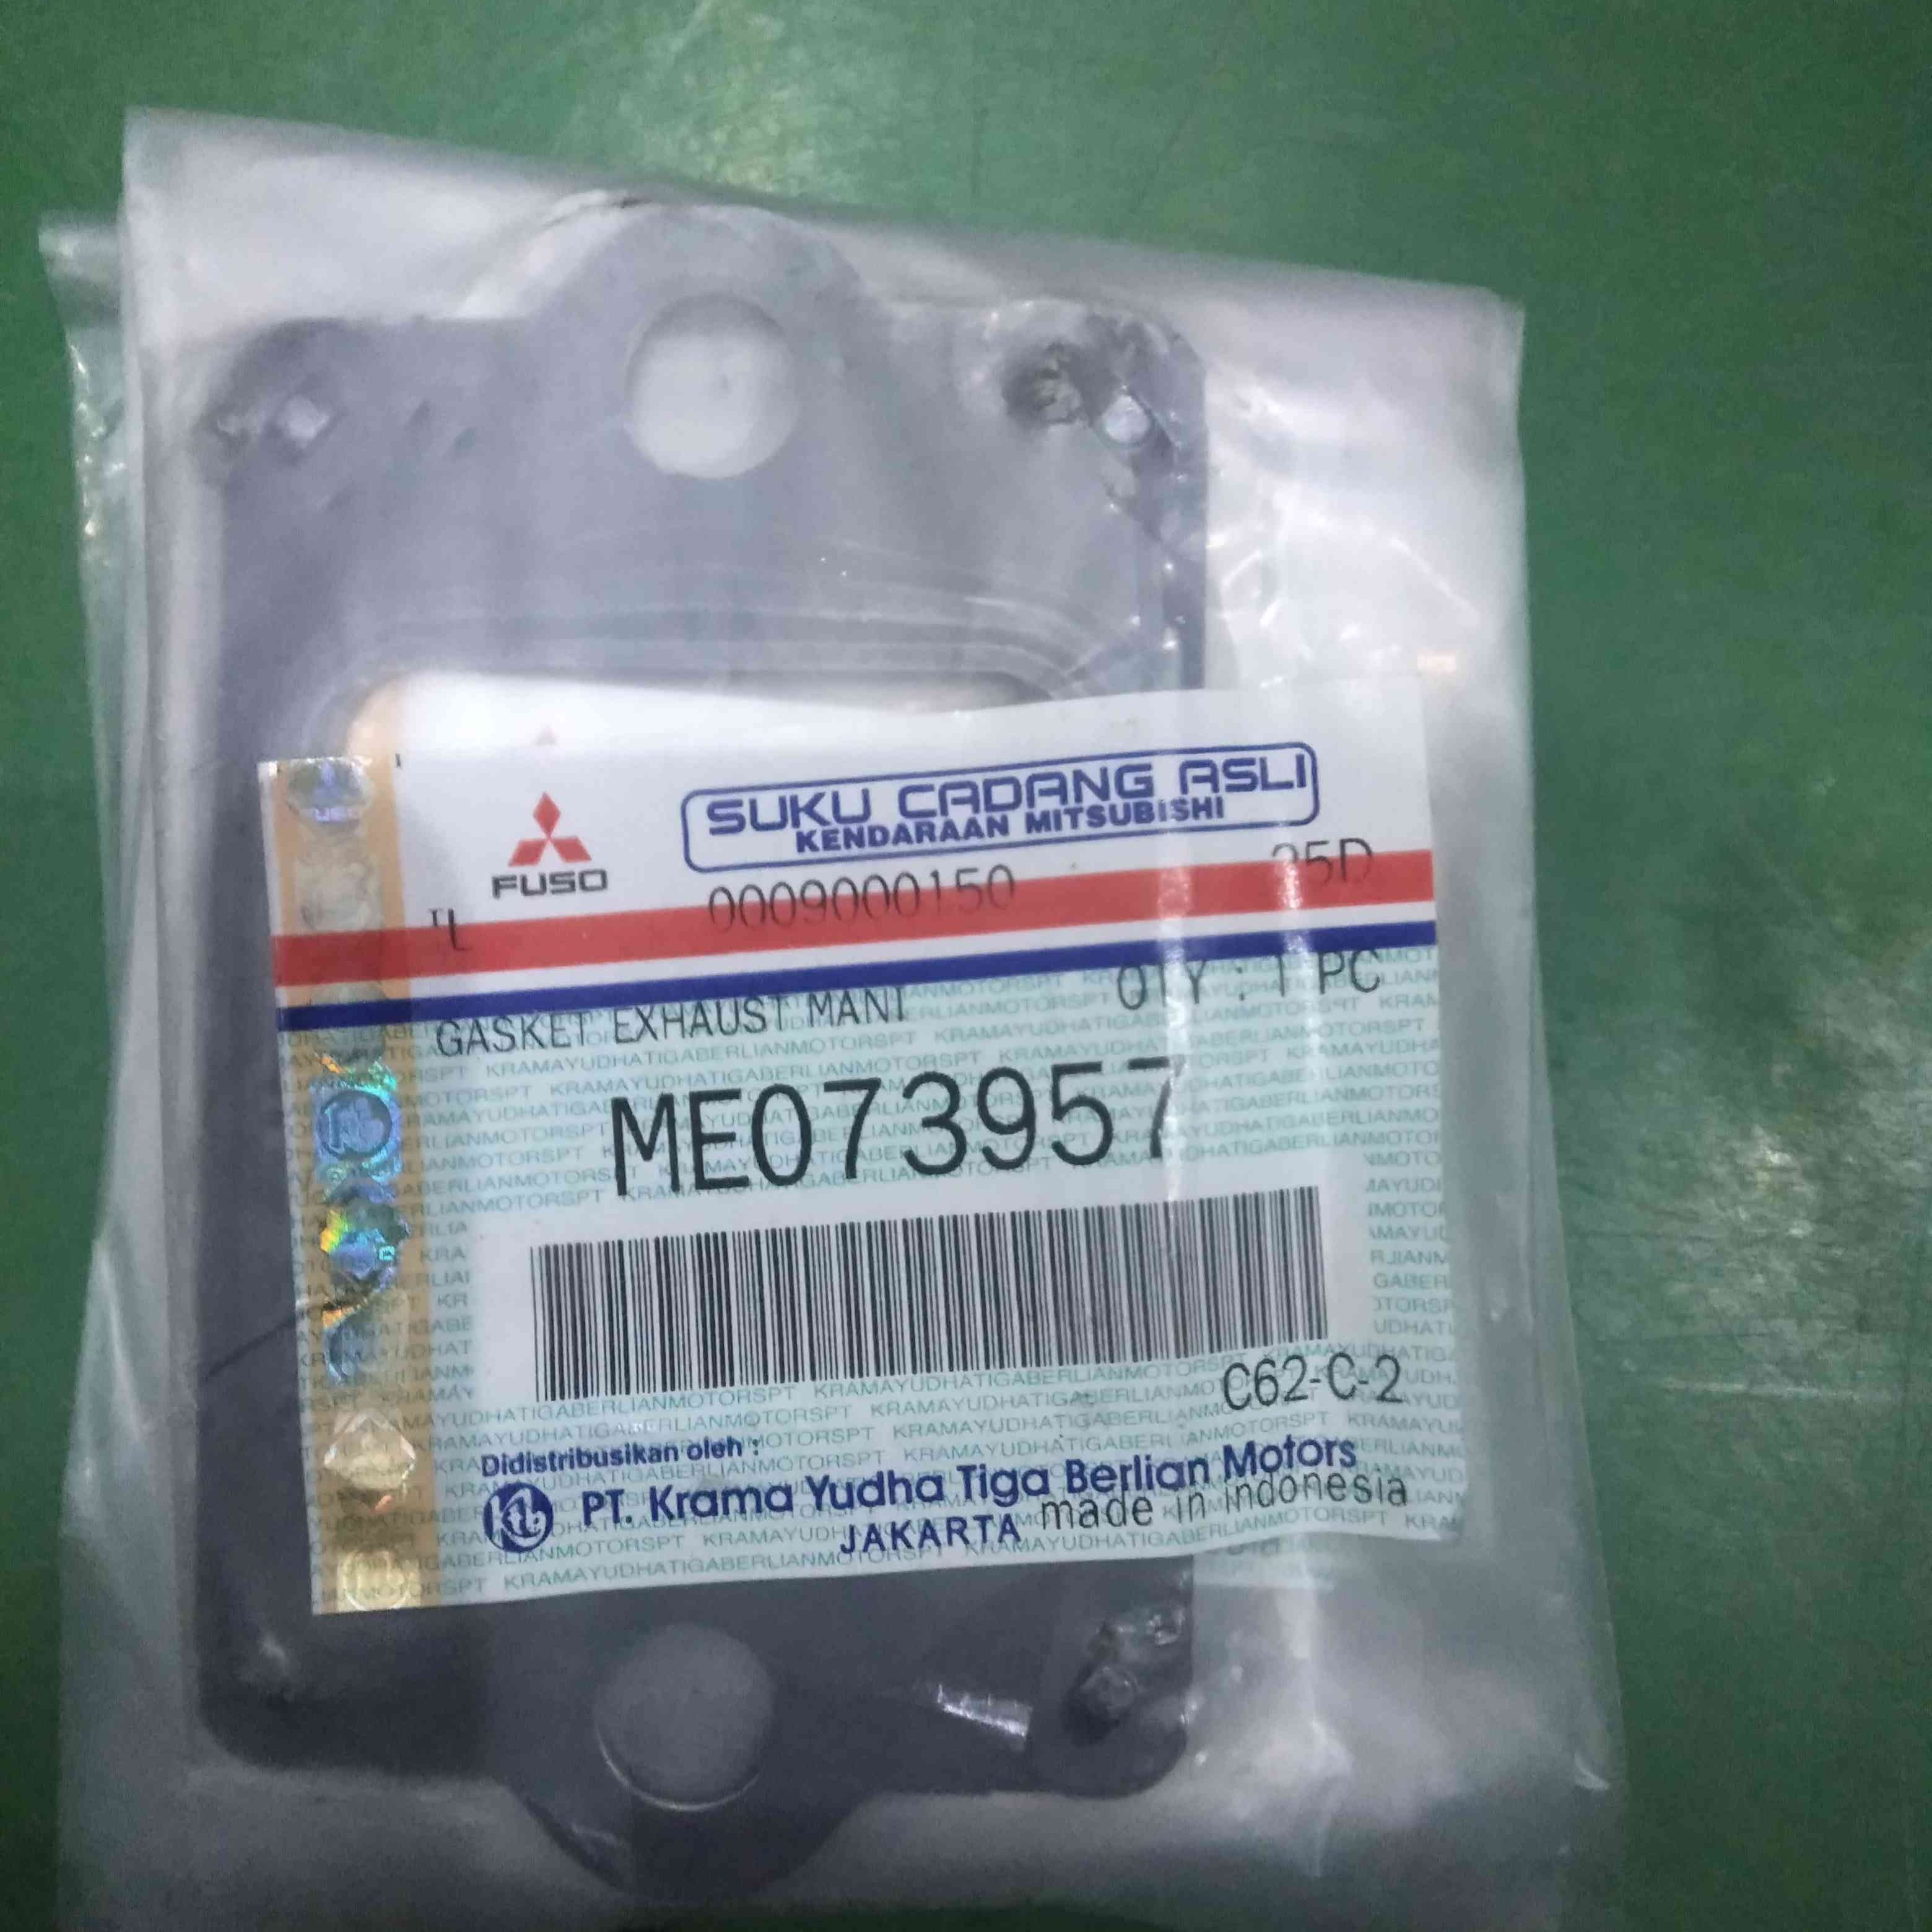 SUKU CADANG ASLI
KENDARAAN MITSUBISHI
FUSO
0009000150
GASKET EXHAUST MANI QTY : 1 PC
ME073957
C62-C-2
Didistribusikan oleh :
PT. Krama Yudha Tiga Berlian Motors
JAKARTA made in indonesia